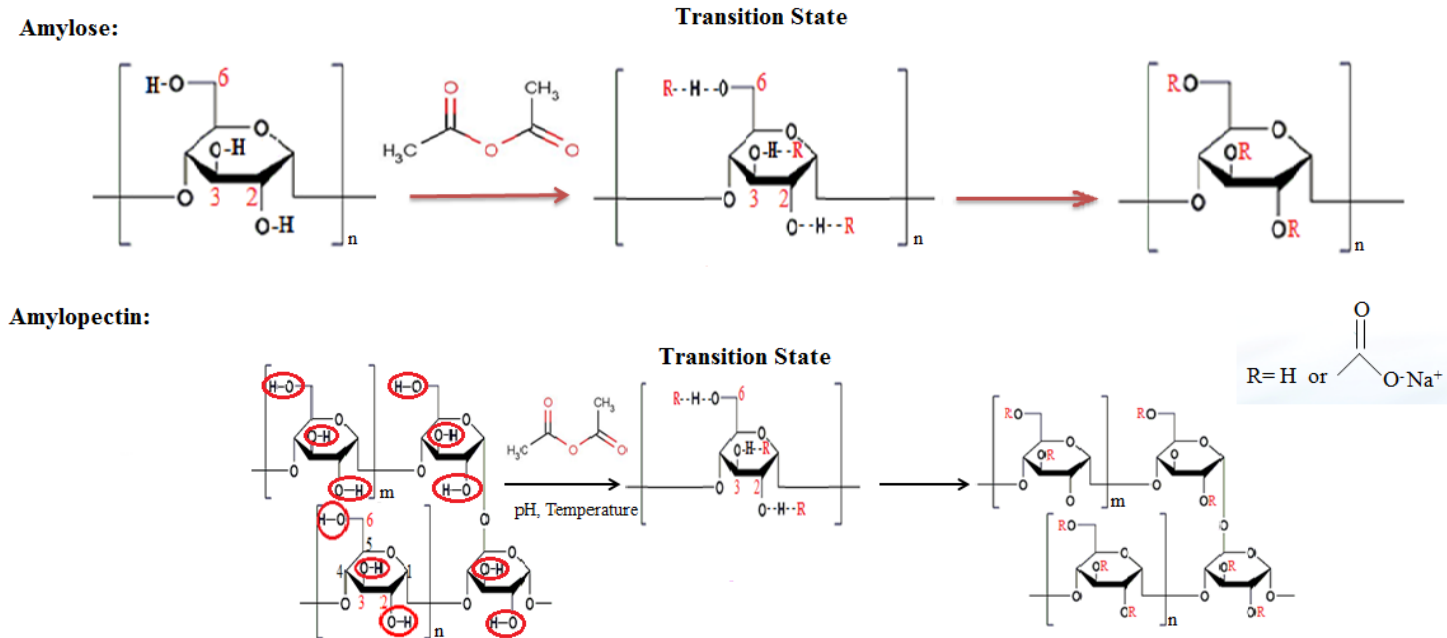 Transition State
Amylose:
H-O 6
O
O-H
O 3 2
O-H
n
O CH3
H3C O O
R--H--O 6
O
O-H--R
O 3 2
O--H--R
n
RO
O
OR
O
OR
n
Amylopectin:
Transition State
O
R= H or O-Na+
H-O H-O
O O
O-H O-H
O O
O-H m H-O
H-O 6 O
5 O O
4 O-H 1 O-H
O 3 2 O O
O-H n H-O
O CH3
CH3 O O
pH, Temperature
R--H--O 6
O
O-H--R
O 3 2
O--H--R
RO RO
O O
OR O
O O
O m OR
RO O
O O
OR OR
O O O
OR n OR